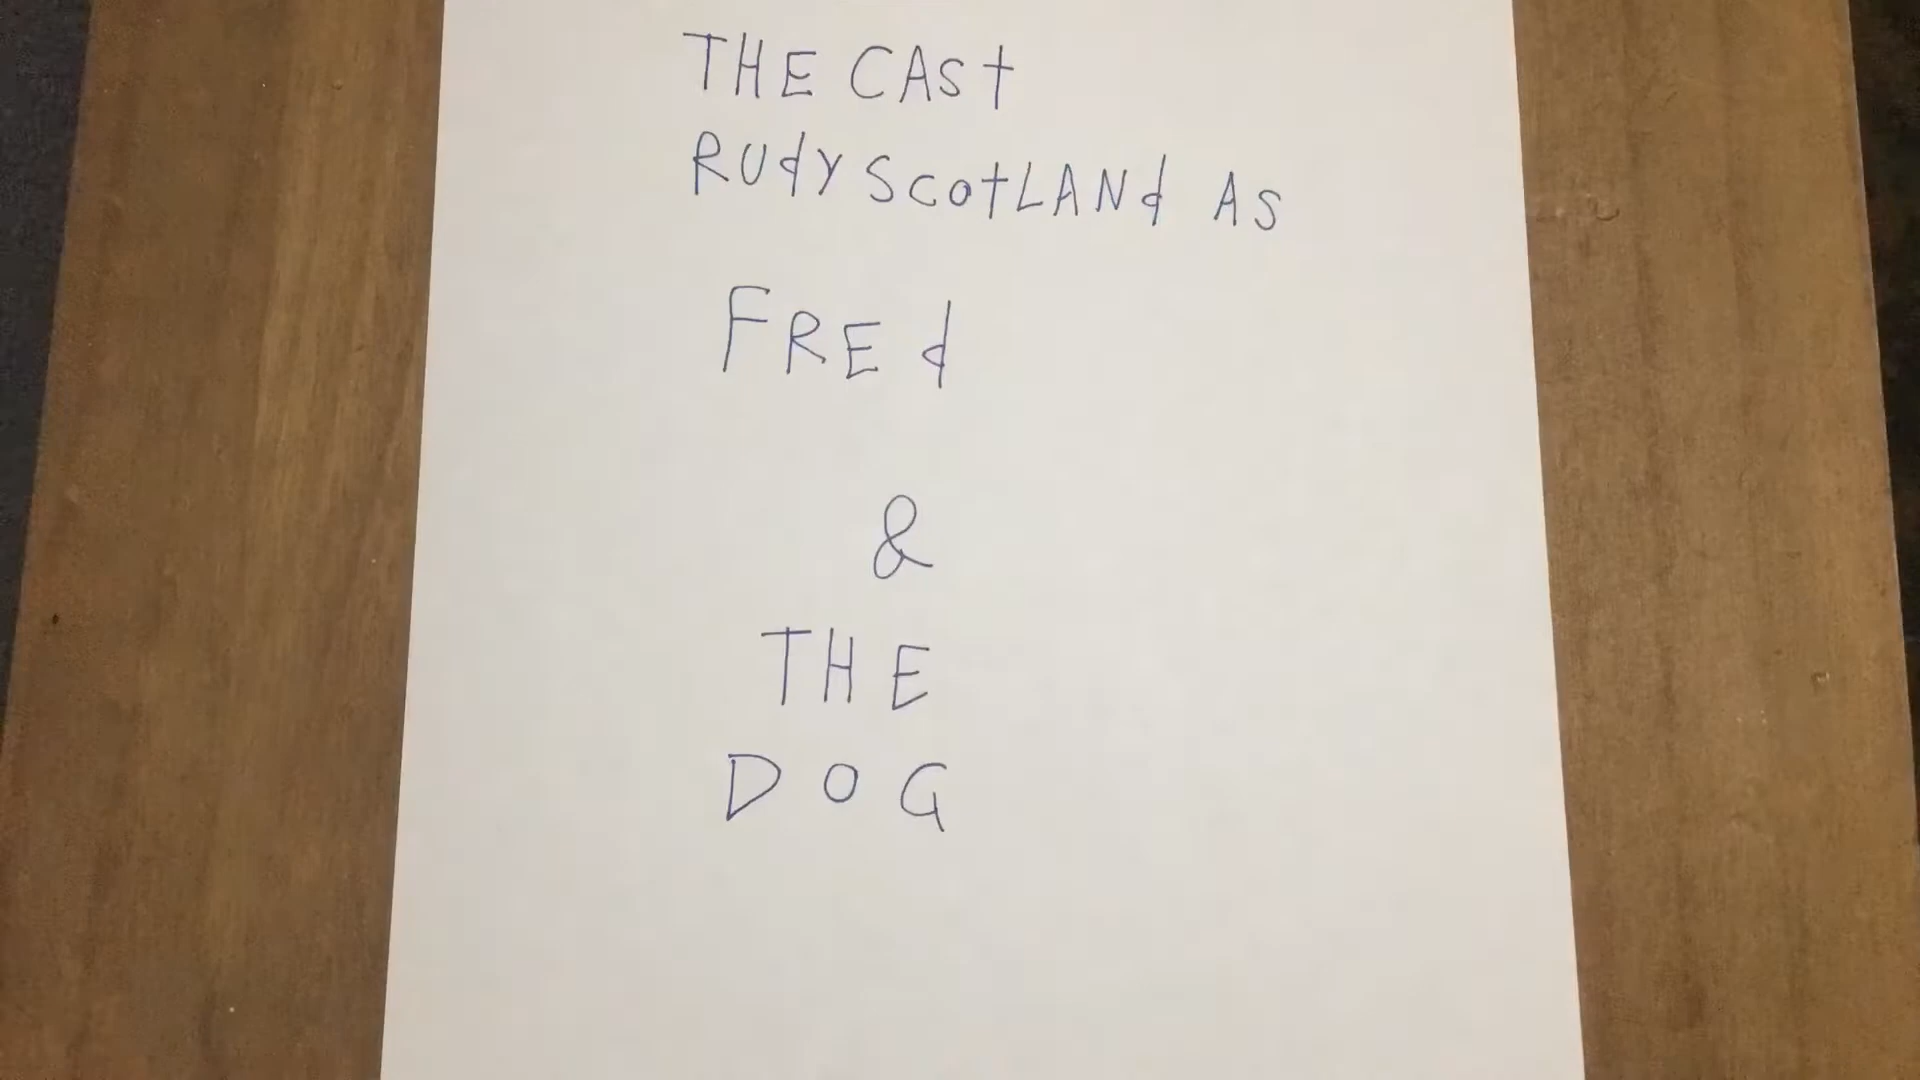 THE CASt
RUdY SCOtLANd AS
FREd
&
THE
DOG